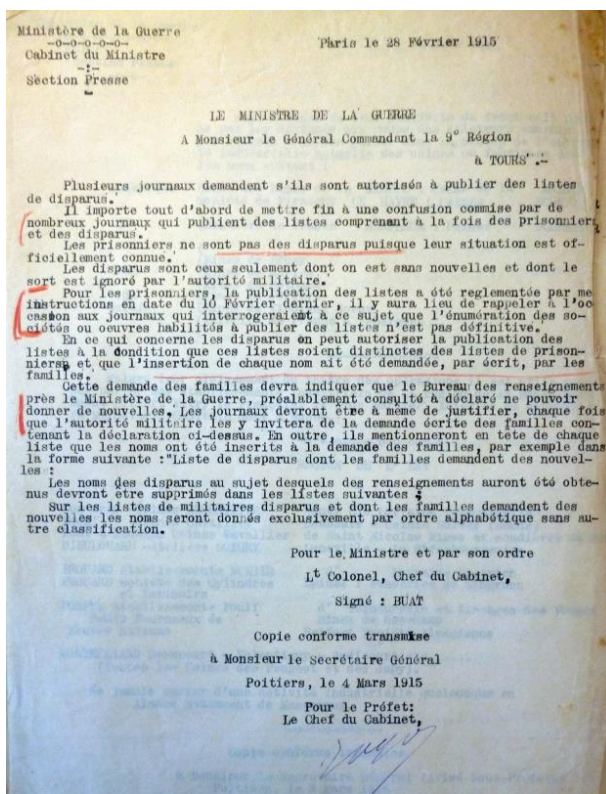 Ministère de la Guerre
-o-o-o-o-o-
Cabinet du Ministre
-:-
Section Presse
Paris le 28 Février 1915
LE MINISTRE DE LA GUERRE
A Monsieur le Général Commandant la 9° Région
à TOURS .-
Plusieurs journaux demandent s'ils sont autorisés à publier des listes
de disparus.
Il importe tout d'abord de mettre fin à une confusion commise par de
nombreux journaux qui publient des listes comprenant à la fois des prisonniers
et des disparus.
Les prisonniers ne sont pas des disparus puisque leur situation est of-
ficiellement connue.
Les disparus sont ceux seulement dont on est sans nouvelles et dont le
sort est ignoré par l'autorité militaire.
Pour les prisonniers, la publication des listes a été reglementée par me
instructions en date du 10 Février dernier, il y aura lieu de rappeler à l'oc
casion aux journaux qui interrogeraient à ce sujet que l'énumération des so-
ciétés ou oeuvres habilités à publier des listes n'est pas définitive.
En ce qui concerne les disparus on peut autoriser la publication des
listes à la condition que ces listes soient distinctes des listes de prison-
niers et que l'insertion de chaque nom ait été demandée, par écrit, par les
familles.
Cette demande des familles devra indiquer que le Bureau des renseignements
près le Ministère de la Guerre, préalablement consulté à déclaré ne pouvoir
donner de nouvelles. Les journaux devront être à même de justifier, chaque fois
que l'autorité militaire les y invitera de la demande écrite des familles con-
tenant la déclaration ci-dessus. En outre, ils mentionneront en tête de chaque
liste que les noms ont été inscrits à la demande des familles, par exemple dans
la forme suivante :"Liste de disparus dont les familles demandent des nouvel-
les :
Les noms des disparus au sujet desquels des renseignements auront été obte-
nus devront être supprimés dans les listes suivantes ;
Sur les listes de militaires disparus et dont les familles demandent des
nouvelles les noms seront donnés exclusivement par ordre alphabétique sans au-
tre classification.
Pour le Ministre et par son ordre
Lt Colonel, Chef du Cabinet,
Signé : BUAT
Copie conforme transmise
à Monsieur le Secrétaire Général
Poitiers, le 4 Mars 1915
Pour le Préfet:
Le Chef du Cabinet,